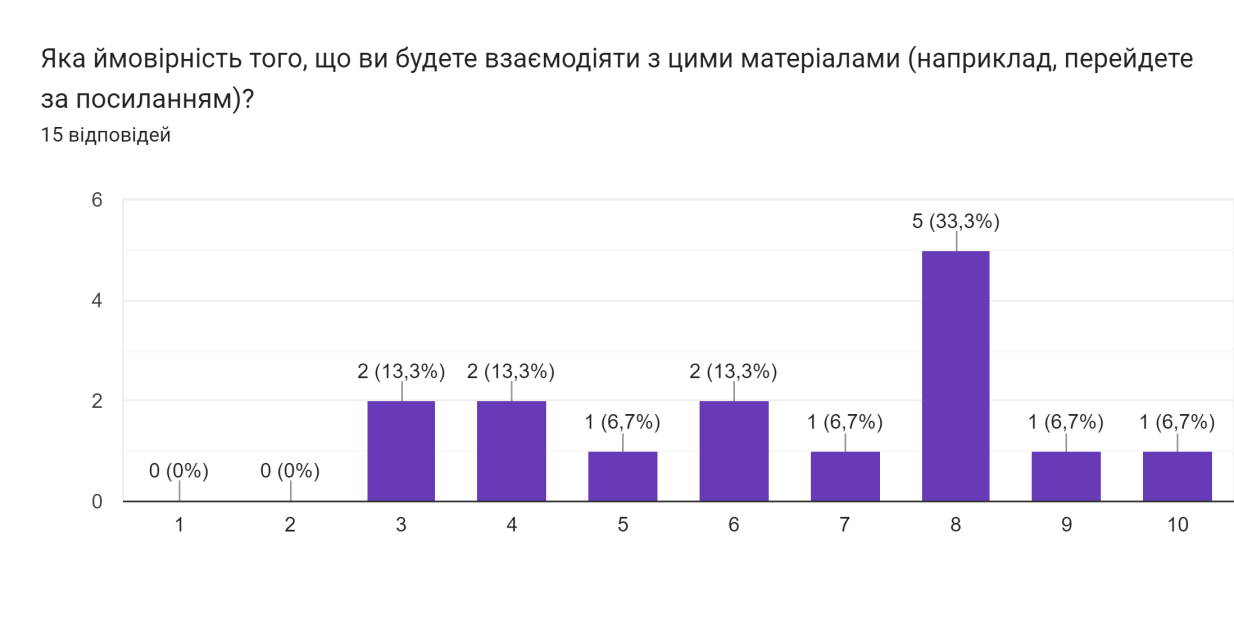 Яка ймовірність того, що ви будете взаємодіяти з цими матеріалами (наприклад, перейдете
за посиланням)?
15 відповідей
6
5 (33,3%)
4
2 (13,3%) 2 (13,3%) 2 (13,3%)
2
1 (6,7%) 1 (6,7%) 1 (6,7%) 1 (6,7%)
0 (0%) 0 (0%)
0
1 2 3 4 5 6 7 8 9 10